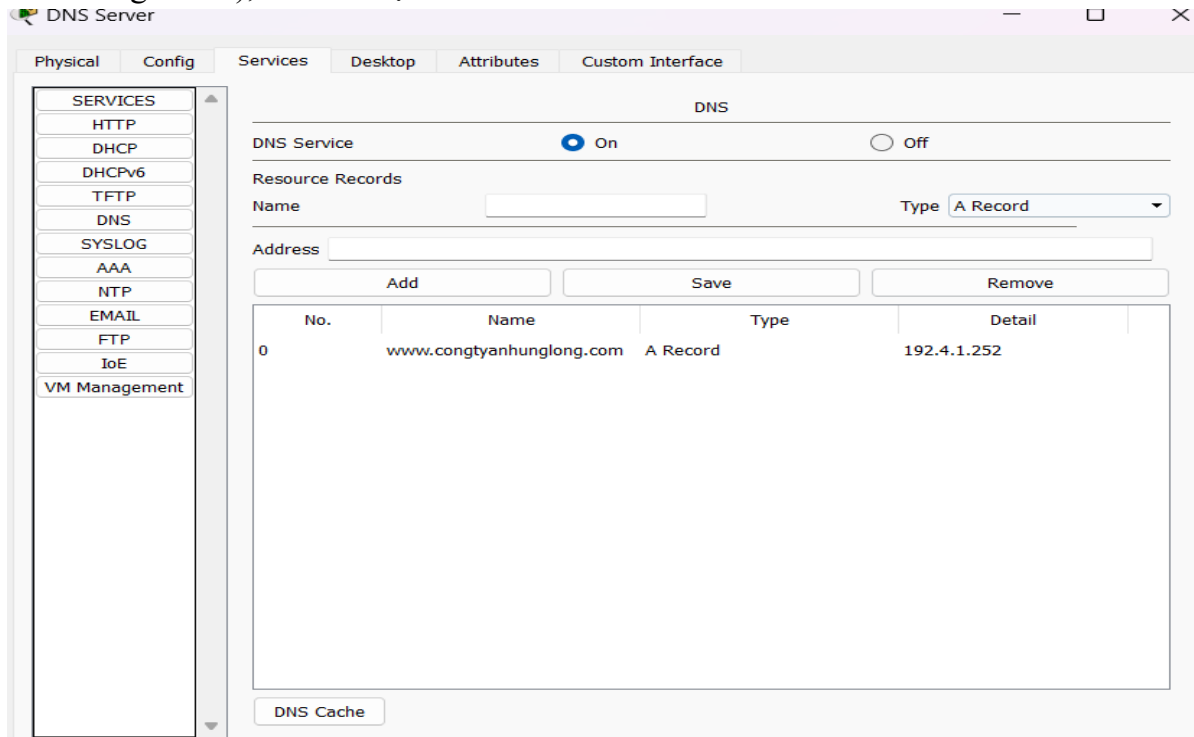 DNS Server
Physical Config Services Desktop Attributes Custom Interface
SERVICES
HTTP
DHCP
DHCPv6
TFTP
DNS
SYSLOG
AAA
NTP
EMAIL
FTP
IoE
VM Management
DNS
DNS Service On Off
Resource Records
Name Type A Record
Address
Add Save Remove
No. Name Type Detail
0 www.congtyanhunglong.com A Record 192.4.1.252
DNS Cache